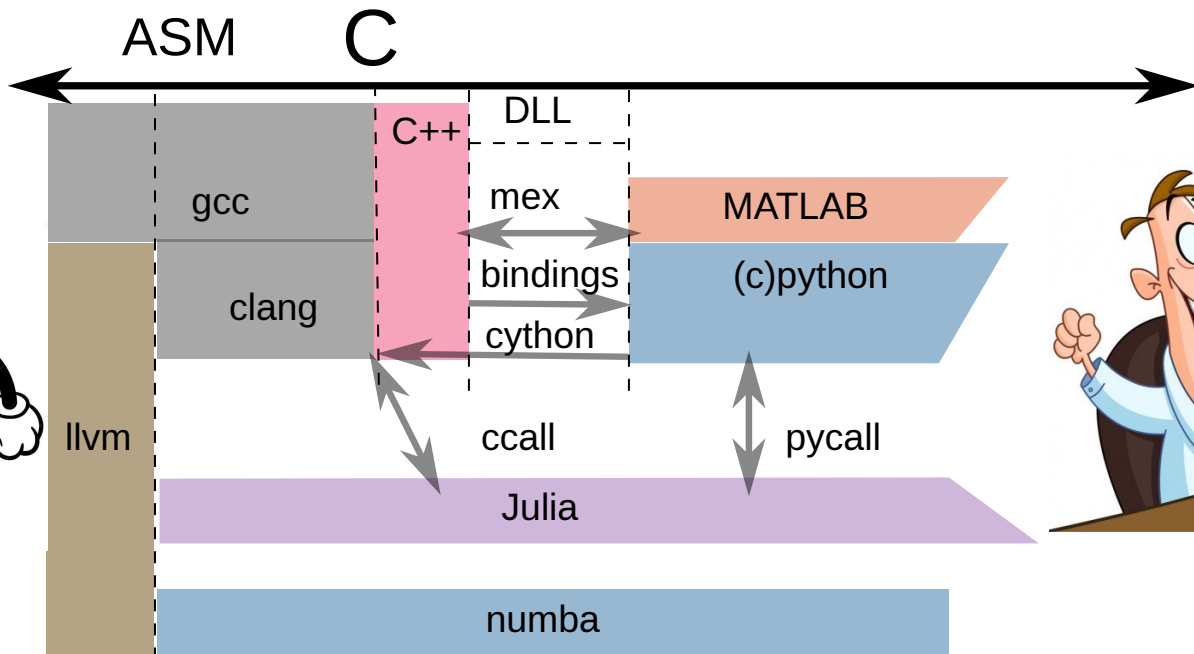 ASM
C
DLL
C++
gcc
mex
MATLAB
bindings
(c)python
clang
cython
llvm
ccall
pycall
Julia
numba